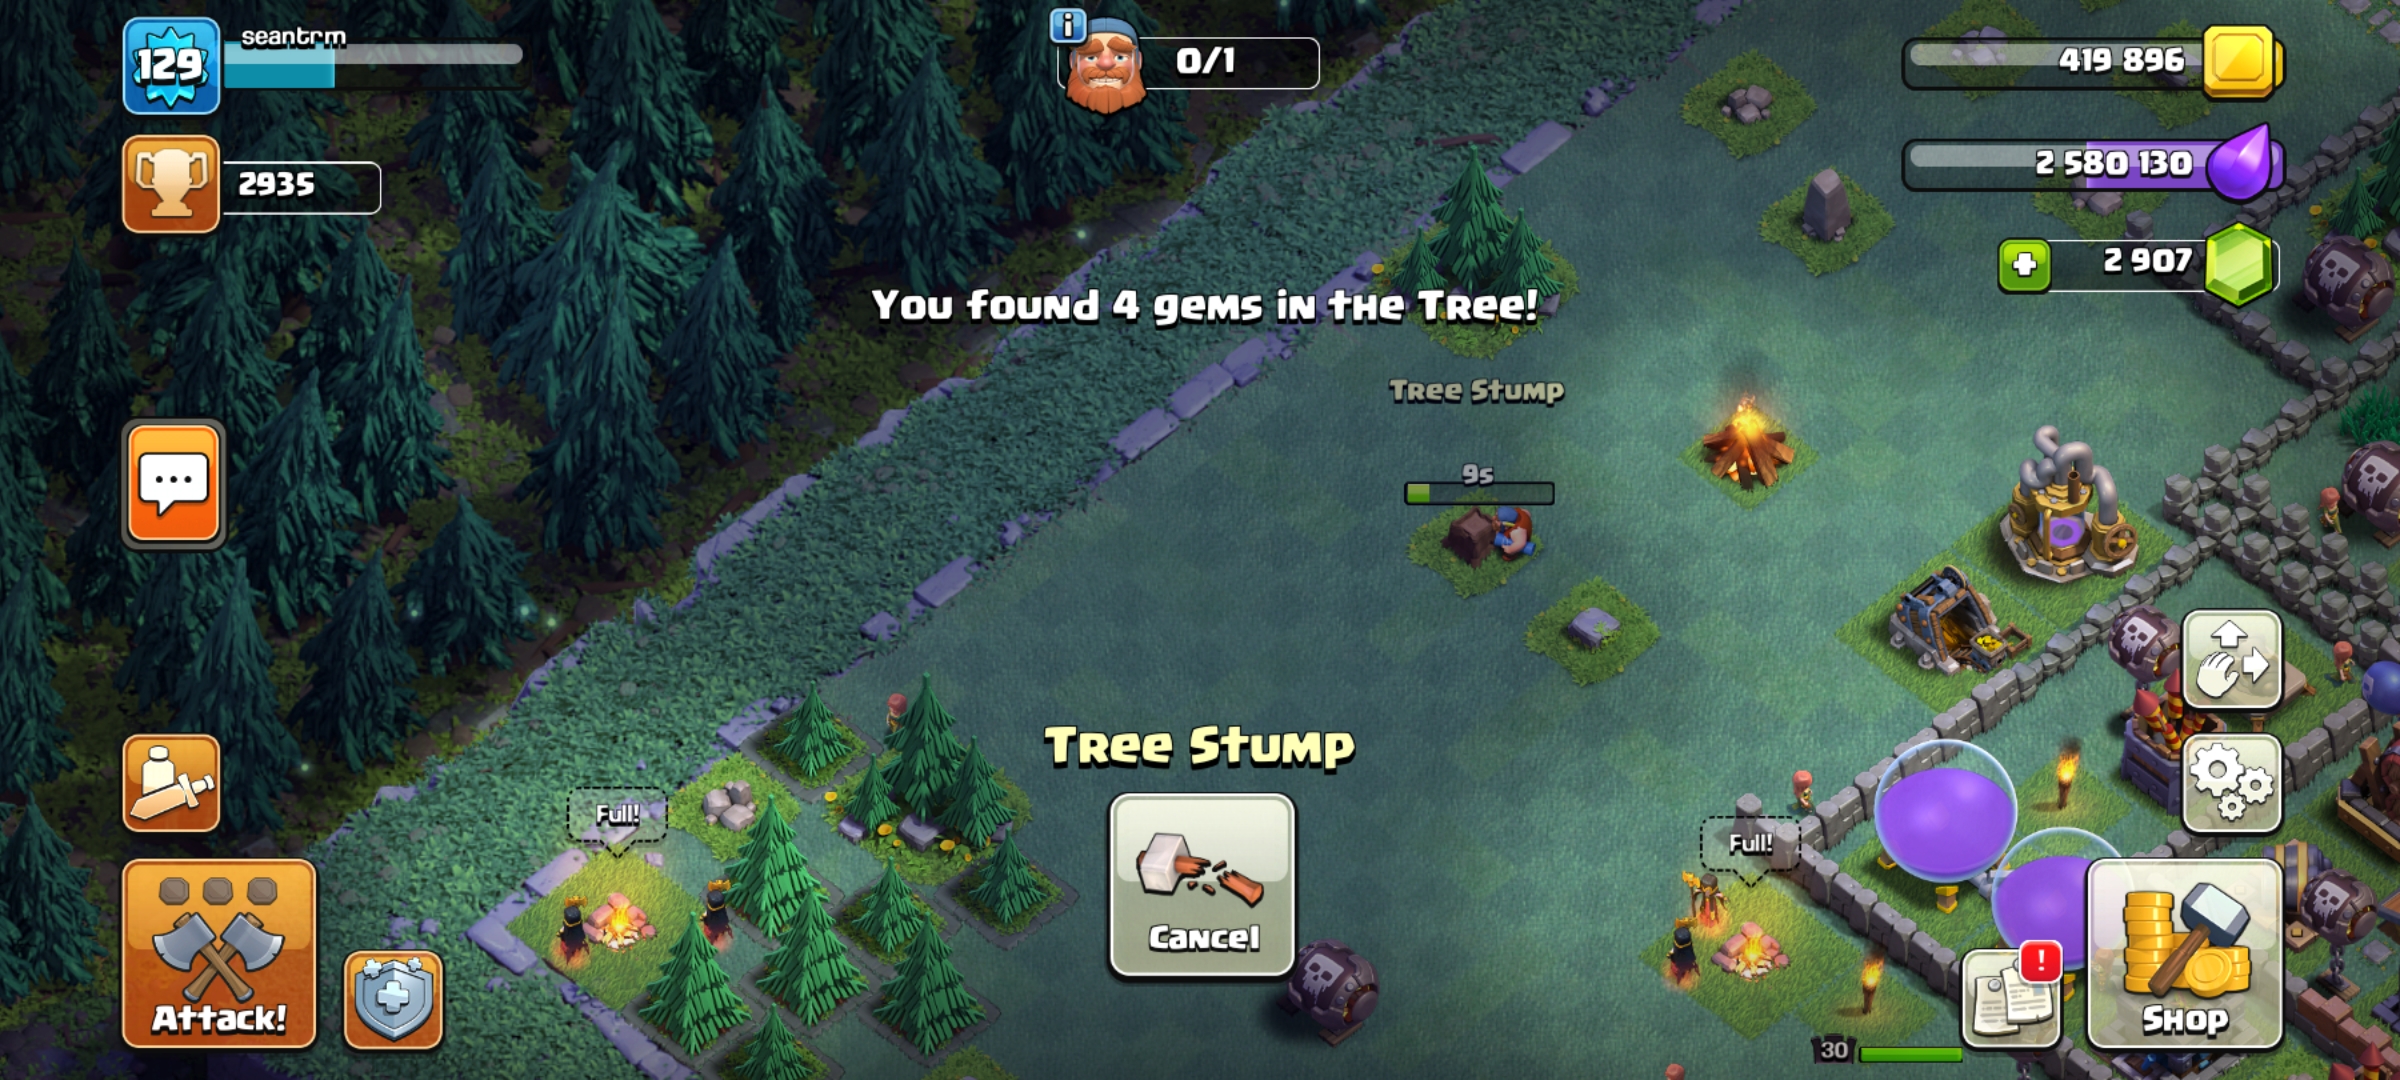 129
seantrm
i
0/1
419 896
2935
2 580 130
2 907
You found 4 gems in the Tree!
Tree Stump
9s
Tree Stump
Full!
Full!
Cancel
!
Attack!
Shop
30